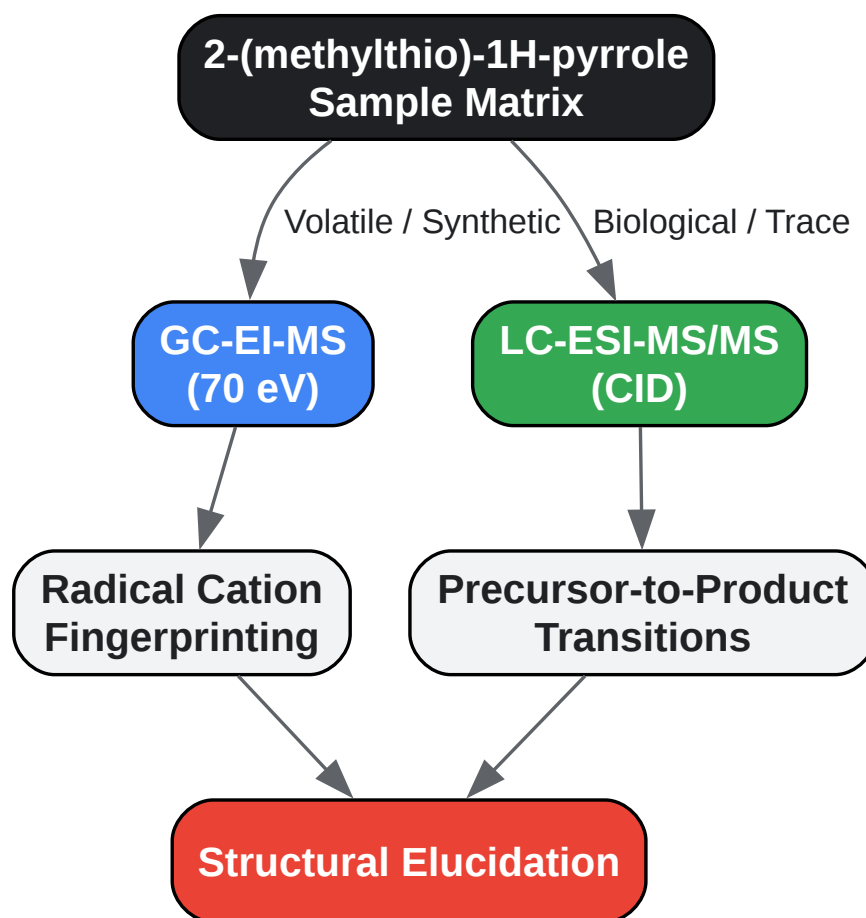 2-(methylthio)-1H-pyrrole
Sample Matrix
Volatile / Synthetic
Biological / Trace
GC-EI-MS
(70 eV)
LC-ESI-MS/MS
(CID)
Radical Cation
Fingerprinting
Precursor-to-Product
Transitions
Structural Elucidation